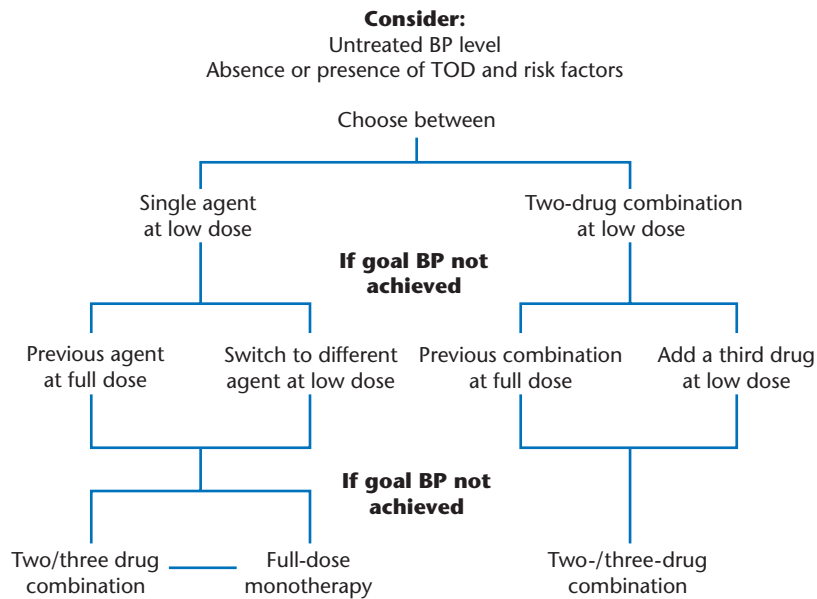 Consider:
Untreated BP level
Absence or presence of TOD and risk factors
Choose between
Single agent
at low dose
Two-drug combination
at low dose
If goal BP not
achieved
Previous agent
at full dose
Switch to different
agent at low dose
Previous combination
at full dose
Add a third drug
at low dose
If goal BP not
achieved
Two/three drug
combination
Full-dose
monotherapy
Two-/three-drug
combination